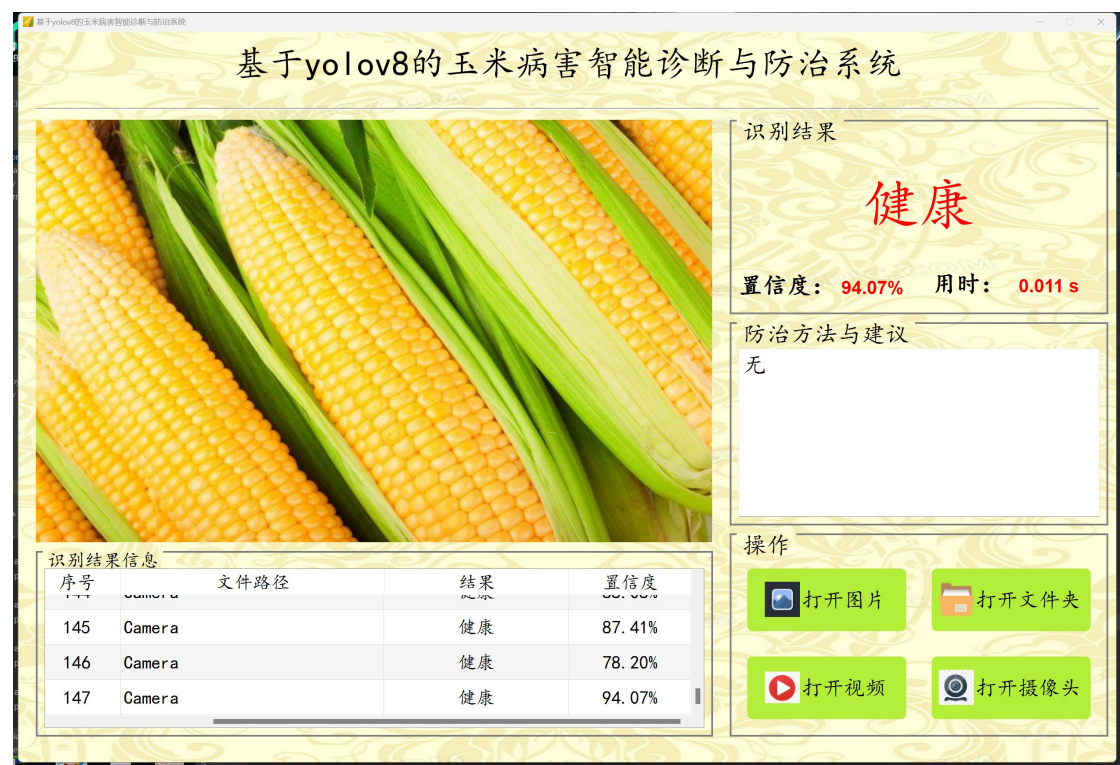 基于yolov8的玉米病害智能诊断与防治系统
基于yolov8的玉米病害智能诊断与防治系统
识别结果
健康
置信度: 94.07% 用时: 0.011 s
防治方法与建议
无
识别结果信息
序号 文件路径 结果 置信度
145 Camera 健康 87.41%
146 Camera 健康 78.20%
147 Camera 健康 94.07%
操作
打开图片 打开文件夹
打开视频 打开摄像头